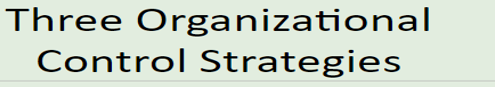 Three Organizational
Control Strategies